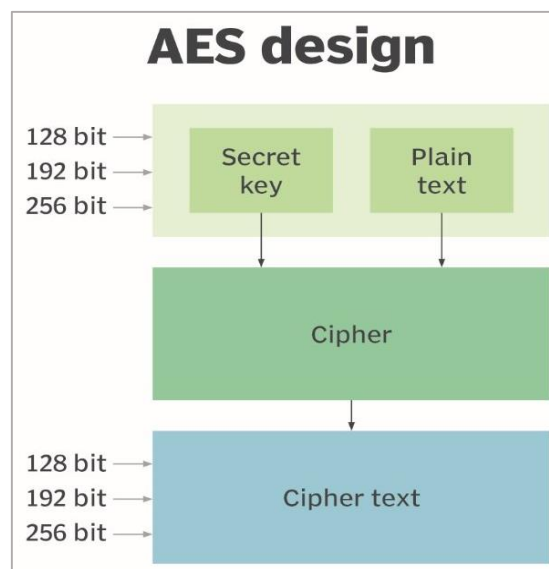 AES design
128 bit
192 bit
256 bit
Secret
key
Plain
text
Cipher
128 bit
192 bit
256 bit
Cipher text